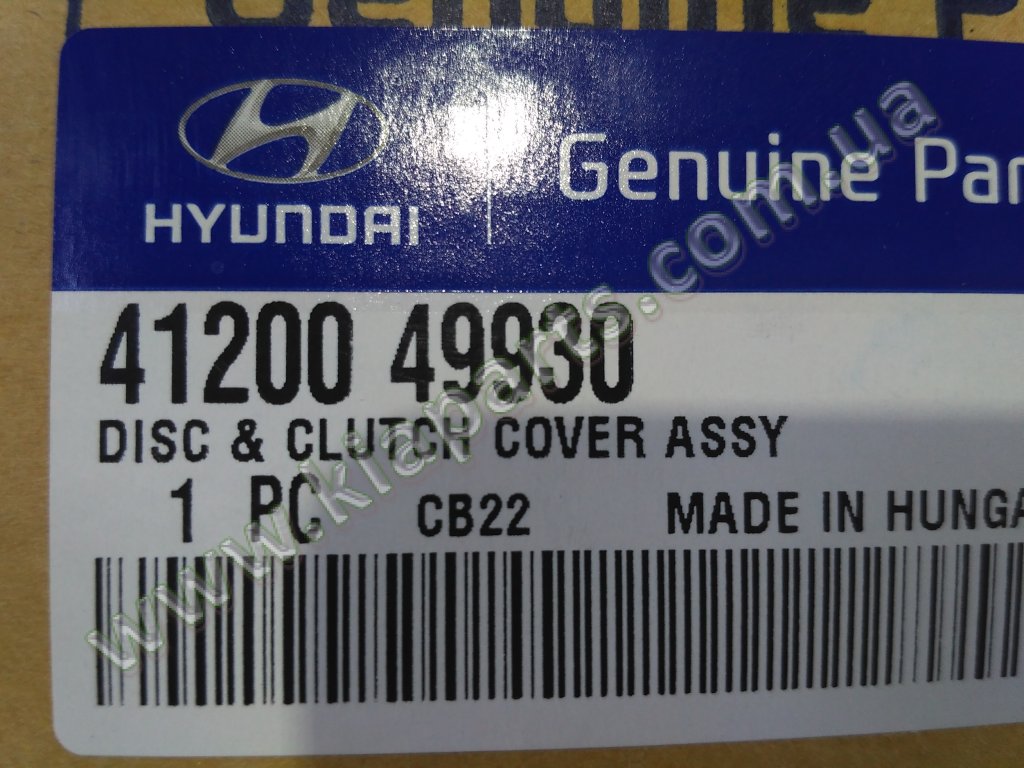 Genuine P
HYUNDAI
Genuine Par
41200 49930
DISC & CLUTCH COVER ASSY
1 PC CB22 MADE IN HUNGA
www.kiaparts.com.ua